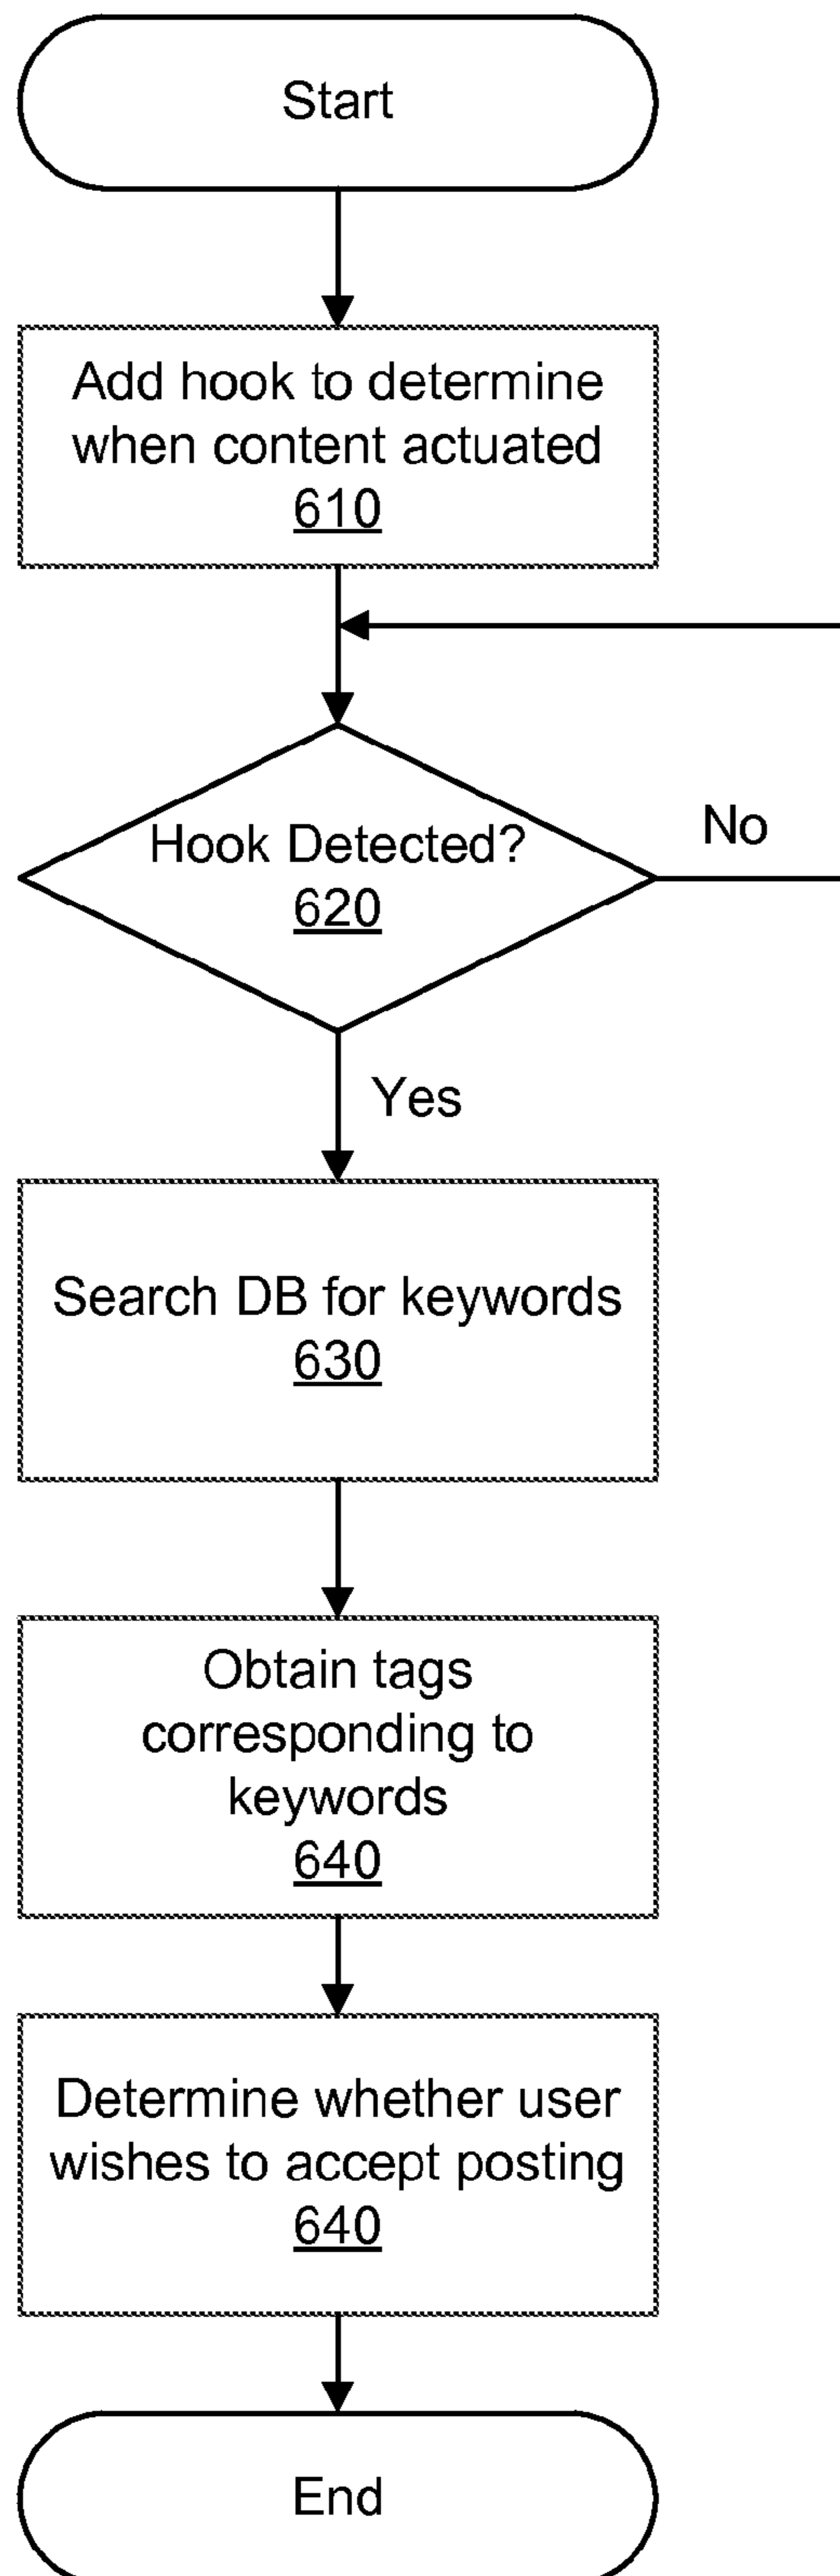 Start
Add hook to determine
when content actuated
610
Hook Detected?
620
No
Yes
Search DB for keywords
630
Obtain tags
corresponding to
keywords
640
Determine whether user
wishes to accept posting
640
End